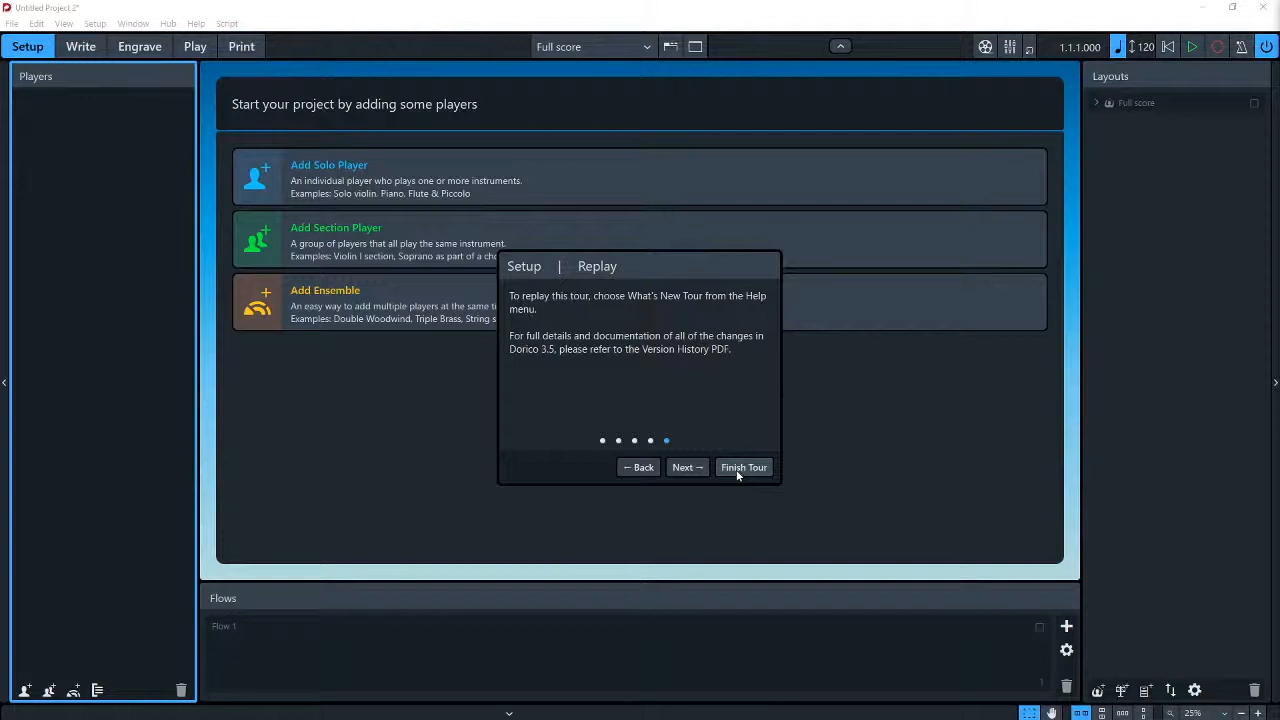 Untitled Project 2*
File Edit View Setup Window Hub Help Script
Setup Write Engrave Play Print
Full score
1.1.1.000
120
Players
Start your project by adding some players
Layouts
Full score
Add Solo Player
An individual player who plays one or more instruments.
Examples: Solo violin. Piano, Flute & Piccolo
Add Section Player
A group of players that all play the same instrument.
Examples: Violin I section, Soprano as part of a
Add Ensemble
An easy way to add multiple players at the same
Examples: Double Woodwind, Triple Brass, String
Setup | Replay
To replay this tour, choose What's New Tour from the Help
menu.
For full details and documentation of all of the changes in
Dorico 3.5, please refer to the Version History PDF.
← Back
Next →
Finish Tour
Flows
Flow 1
1
25%